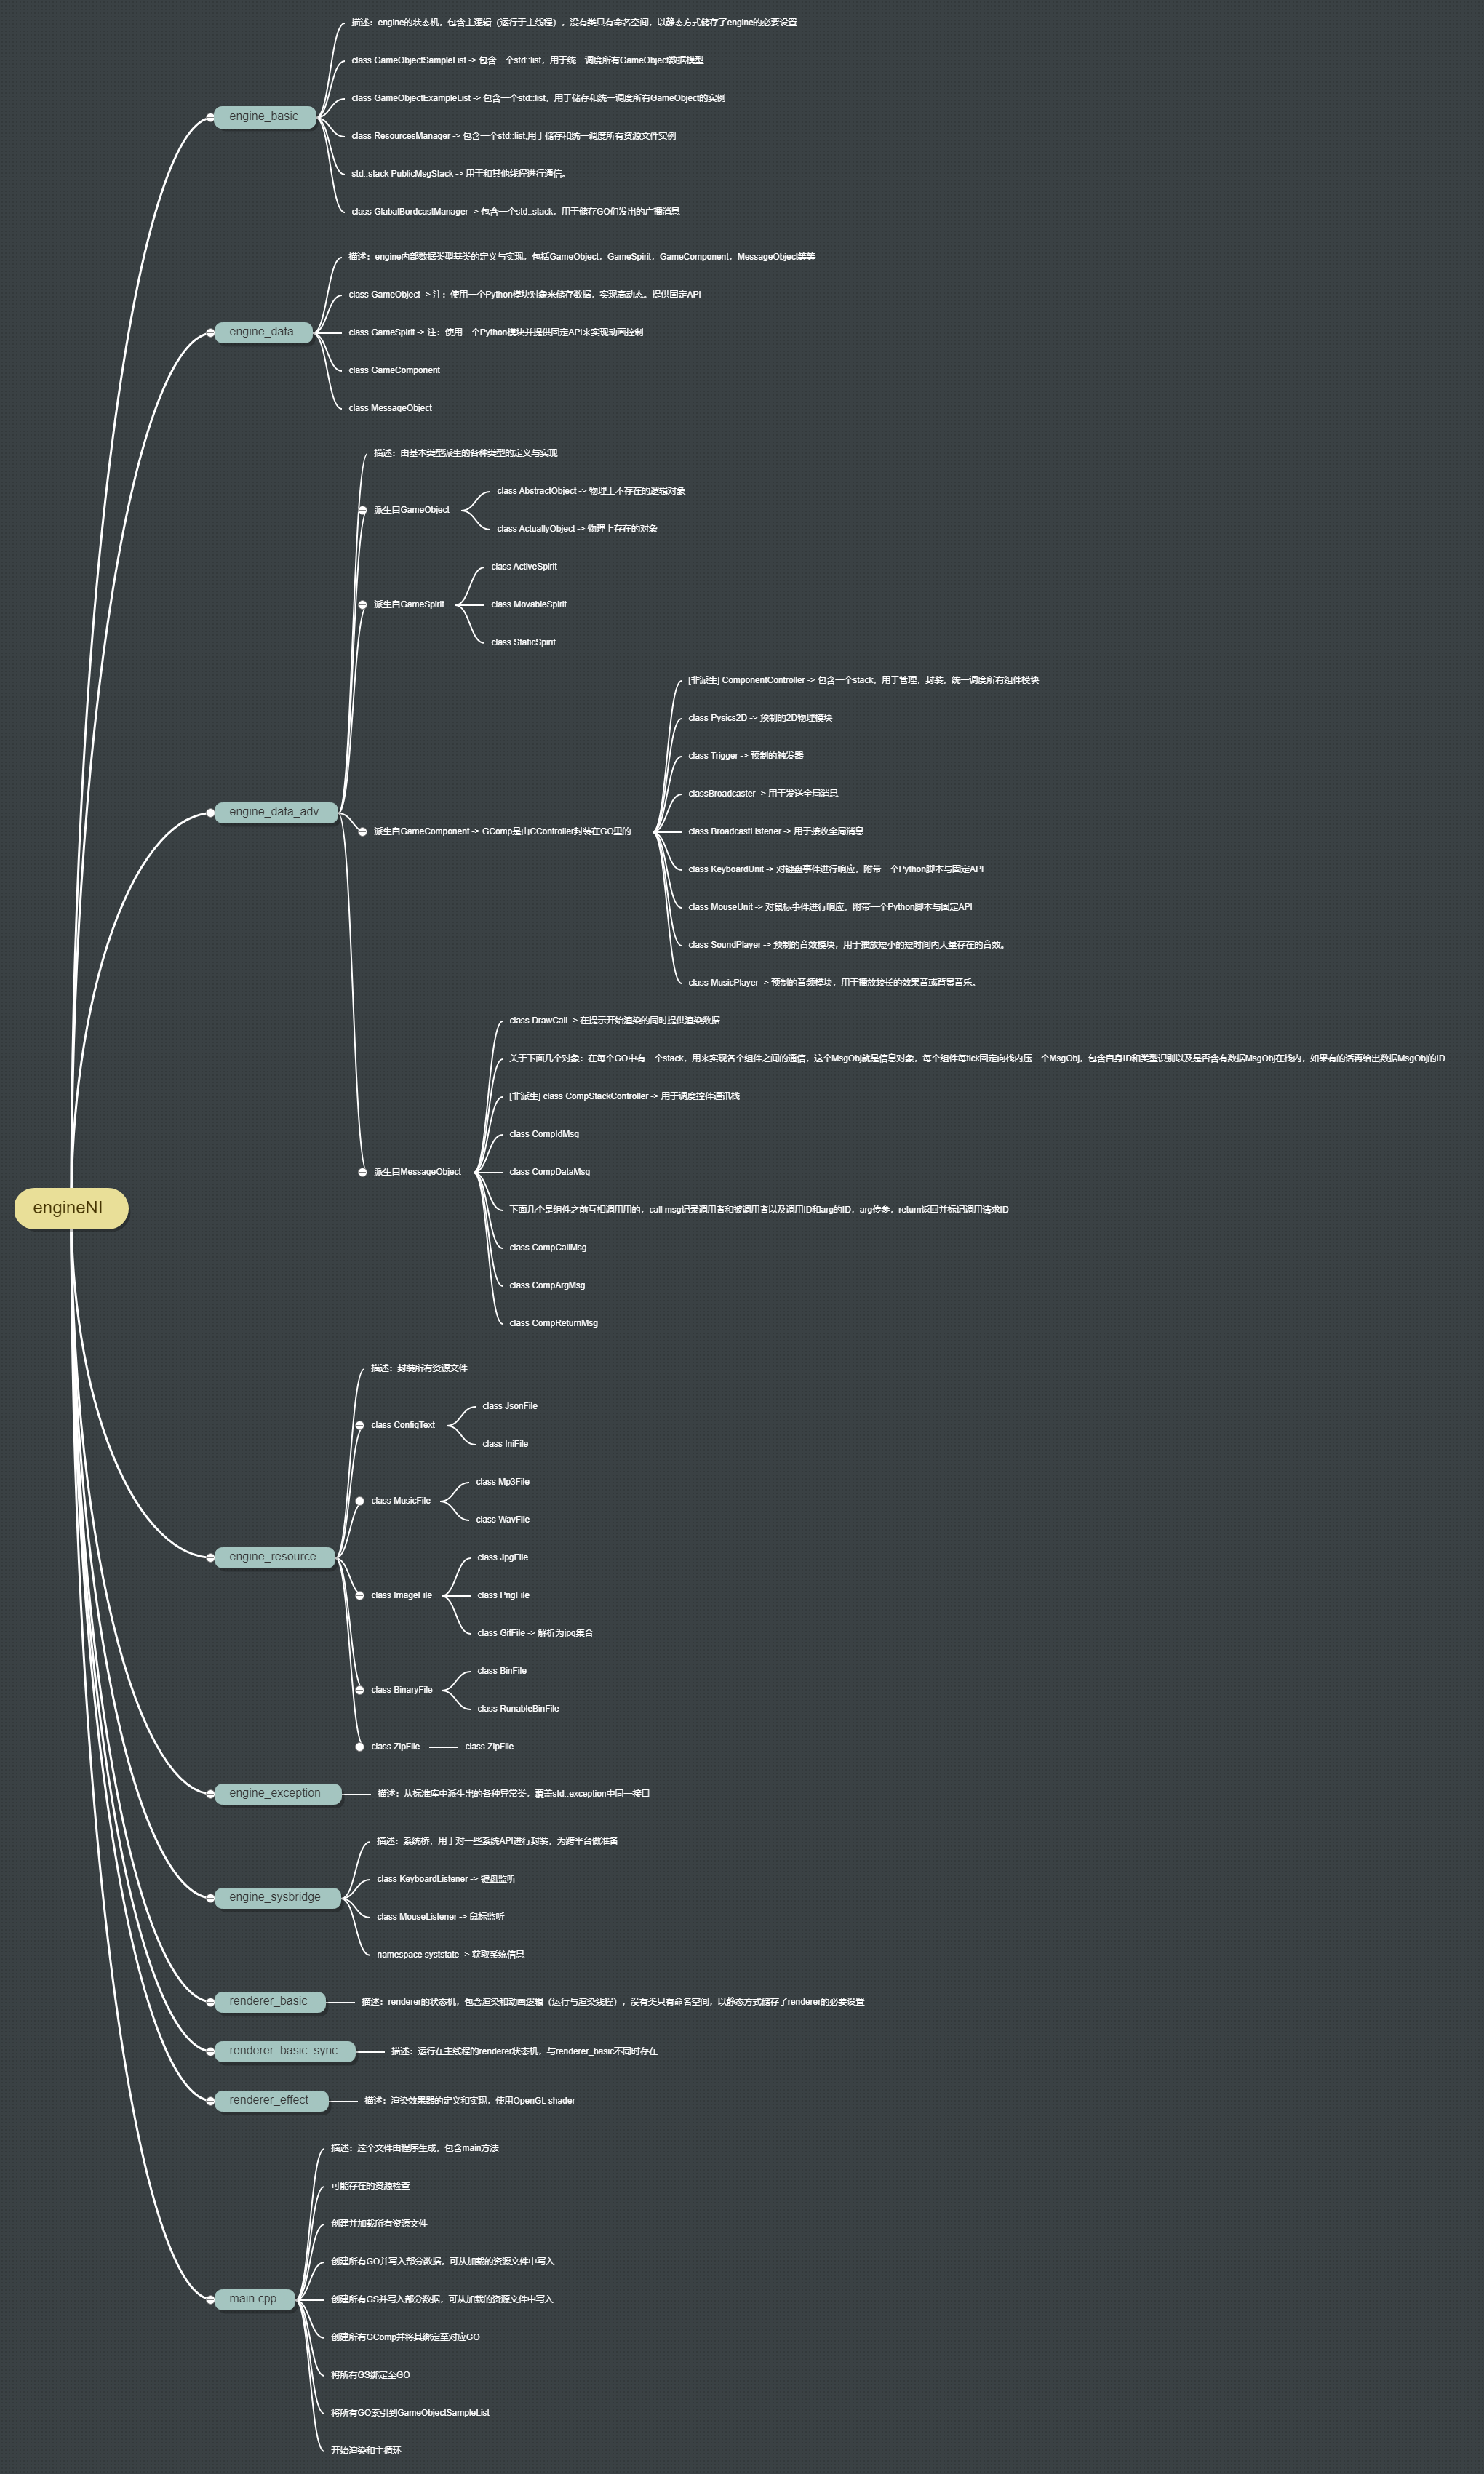 engineNI
engine_basic
描述：engine的状态机，包含主逻辑（运行于主线程），没有类只有命名空间，以静态方式储存了engine的必要设置
class GameObjectSampleList -> 包含一个std::list，用于统一调度所有GameObject数据模型
class GameObjectExampleList -> 包含一个std::list，用于储存和统一调度所有GameObject的实例
class ResourcesManager -> 包含一个std::list,用于储存和统一调度所有资源文件实例
std::stack PublicMsgStack -> 用于和其他线程进行通信。
class GlabalBordcastManager -> 包含一个std::stack，用于储存GO们发出的广播消息
engine_data
描述：engine内部数据类型基类的定义与实现，包括GameObject，GameSpirit，GameComponent，MessageObject等等
class GameObject -> 注：使用一个Python模块对象来储存数据，实现高动态。提供固定API
class GameSpirit -> 注：使用一个Python模块并提供固定API来实现动画控制
class GameComponent
class MessageObject
engine_data_adv
描述：由基本类型派生的各种类型的定义与实现
派生自GameObject
class AbstractObject -> 物理上不存在的逻辑对象
class ActuallyObject -> 物理上存在的对象
派生自GameSpirit
class ActiveSpirit
class MovableSpirit
class StaticSpirit
派生自GameComponent -> GComp是由CController封装在GO里的
[非派生] ComponentController -> 包含一个stack，用于管理，封装，统一调度所有组件模块
class Pysics2D -> 预制的2D物理模块
class Trigger -> 预制的触发器
classBroadcaster -> 用于发送全局消息
class BroadcastListener -> 用于接收全局消息
class KeyboardUnit -> 对键盘事件进行响应，附带一个Python脚本与固定API
class MouseUnit -> 对鼠标事件进行响应，附带一个Python脚本与固定API
class SoundPlayer -> 预制的音效模块，用于播放短小的短时间内大量存在的音效。
class MusicPlayer -> 预制的音频模块，用于播放较长的效果音或背景音乐。
派生自MessageObject
class DrawCall -> 在提示开始渲染的同时提供渲染数据
关于下面几个对象：在每个GO中有一个stack，用来实现各个组件之间的通信，这个MsgObj就是信息对象，每个组件每tick固定向栈内压一个MsgObj，包含自身ID和类型识别以及是否含有数据MsgObj在栈内，如果有的话再给出数据MsgObj的ID
[非派生] class CompStackController -> 用于调度控件通讯栈
class CompIdMsg
class CompDataMsg
下面几个是组件之前互相调用用的，call msg记录调用者和被调用者以及调用ID和arg的ID，arg传参，return返回并标记调用请求ID
class CompCallMsg
class CompArgMsg
class CompReturnMsg
engine_resource
描述：封装所有资源文件
class ConfigText
class JsonFile
class IniFile
class MusicFile
class Mp3File
class WavFile
class ImageFile
class JpgFile
class PngFile
class GifFile -> 解析为jpg集合
class BinaryFile
class BinFile
class RunableBinFile
class ZipFile
class ZipFile
engine_exception
描述：从标准库中派生出的各种异常类，覆盖std::exception中同一接口
engine_sysbridge
描述：系统桥，用于对一些系统API进行封装，为跨平台做准备
class KeyboardListener -> 键盘监听
class MouseListener -> 鼠标监听
namespace syststate -> 获取系统信息
renderer_basic
描述：renderer的状态机，包含渲染和动画逻辑（运行与渲染线程），没有类只有命名空间，以静态方式储存了renderer的必要设置
renderer_basic_sync
描述：运行在主线程的renderer状态机，与renderer_basic不同时存在
renderer_effect
描述：渲染效果器的定义和实现，使用OpenGL shader
main.cpp
描述：这个文件由程序生成，包含main方法
可能存在的资源检查
创建并加载所有资源文件
创建所有GO并写入部分数据，可从加载的资源文件中写入
创建所有GS并写入部分数据，可从加载的资源文件中写入
创建所有GComp并将其绑定至对应GO
将所有GS绑定至GO
将所有GO索引到GameObjectSampleList
开始渲染和主循环